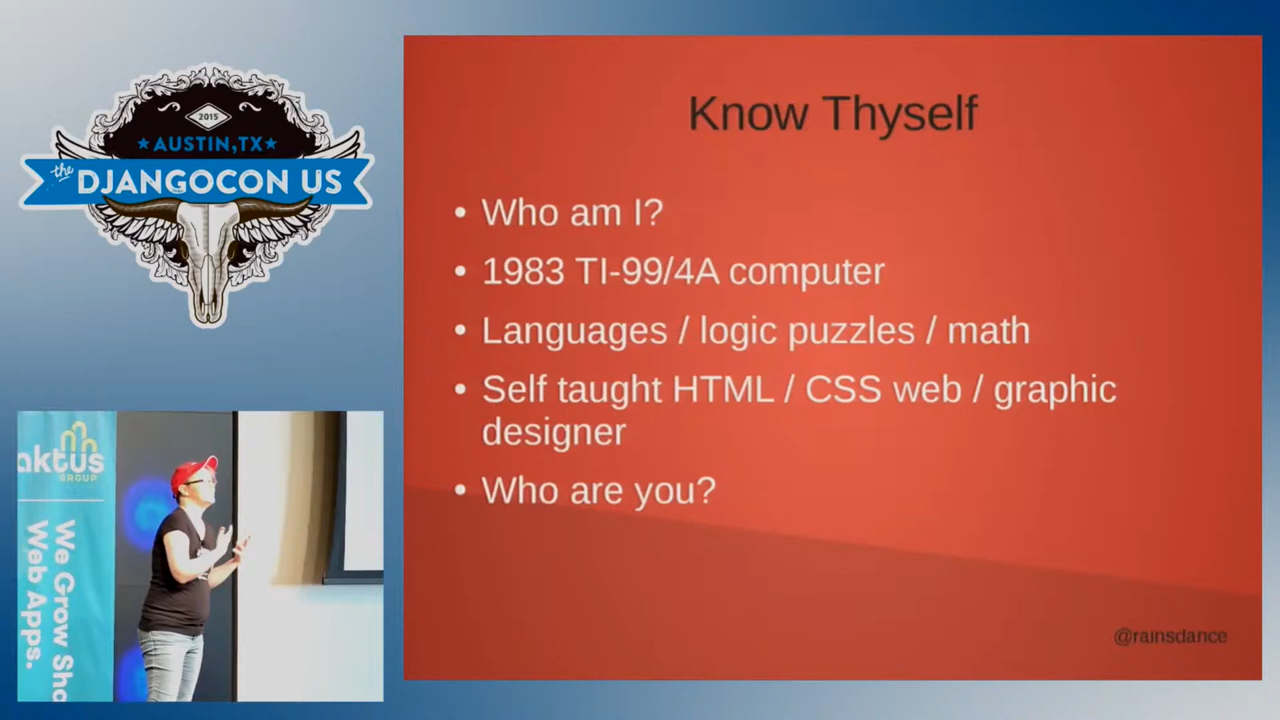 2015
AUSTIN,TX
the
DJANGOCON US
aktus
GROUP
We Grow Sha
Web Apps.
Know Thyself
• Who am I?
• 1983 TI-99/4A computer
• Languages / logic puzzles / math
• Self taught HTML / CSS web / graphic
designer
• Who are you?
@rainsdance